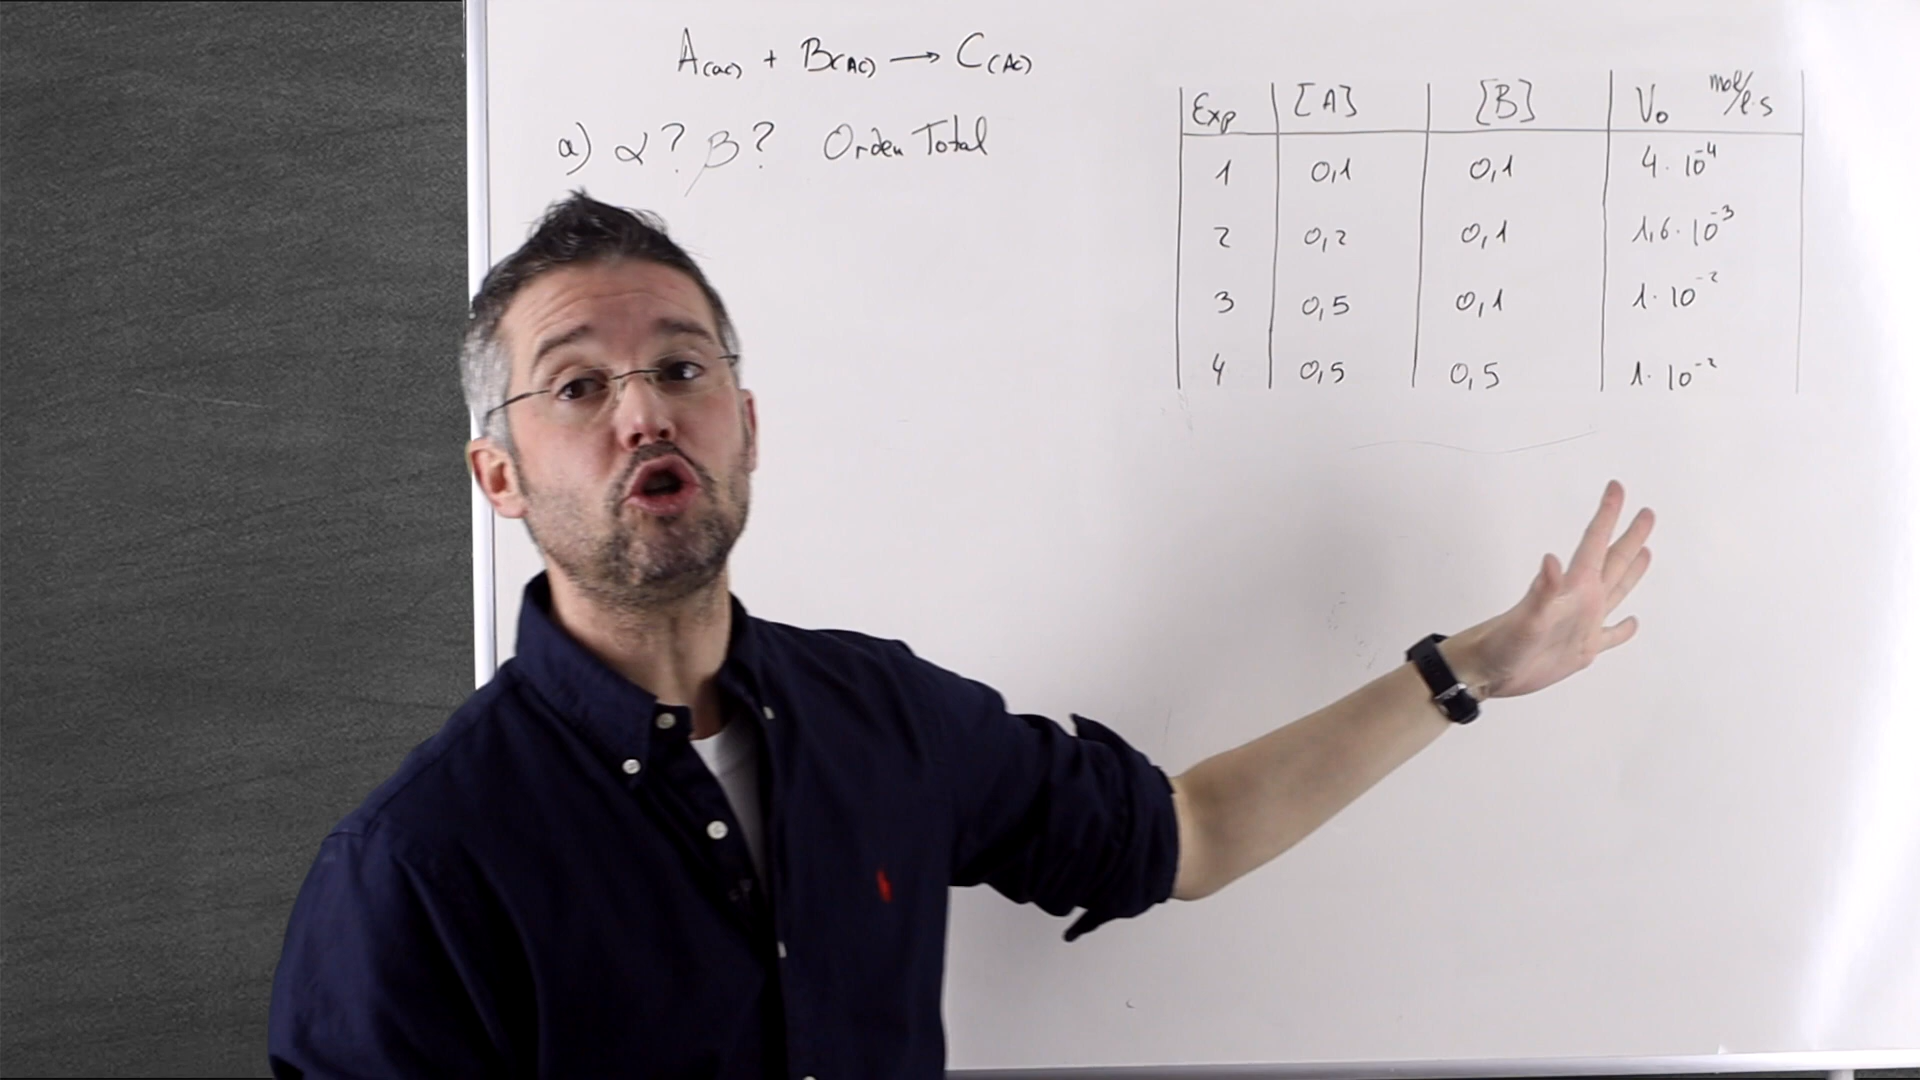 A(ac) + B(Ac) → C(Ac)
a) α? β? Orden Total
Exp [A] [B] V₀ mol/l·s
1 0,1 0,1 4·10⁻⁴
2 0,2 0,1 1,6·10⁻³
3 0,5 0,1 1·10⁻²
4 0,5 0,5 1·10⁻²